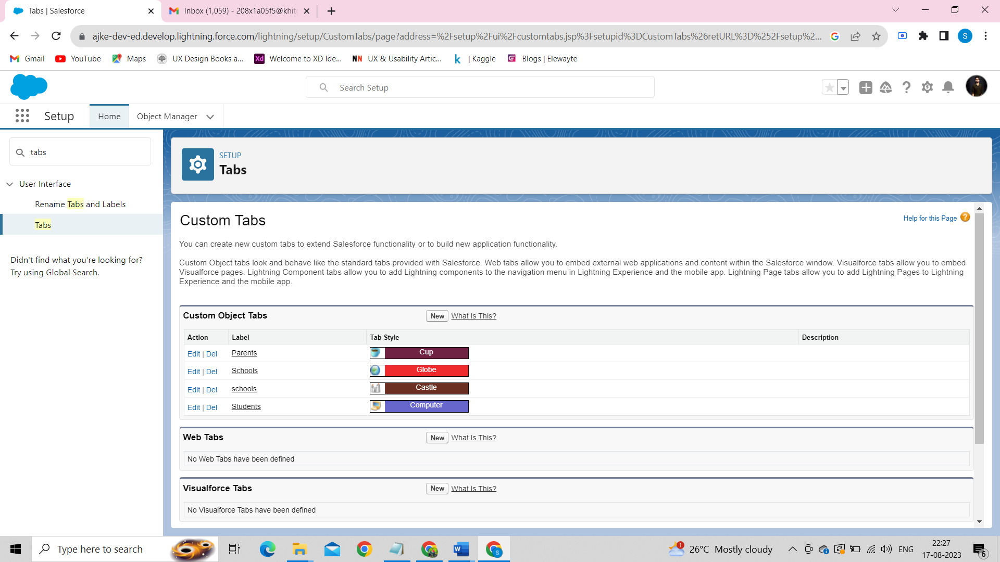 Tabs | Salesforce
Inbox (1,059) - 208x1a05f5@khit
ajke-dev-ed.develop.lightning.force.com/lightning/setup/CustomTabs/page?address=%2Fsetup%2Fui%2Fcustomtabs.jsp%3Fsetupid%3DCustomTabs%26retURL%3D%252Fsetup%2...
S
Gmail
YouTube
Maps
UX Design Books a...
Xd
Welcome to XD Ide...
NN
UX & Usability Artic...
k
| Kaggle
Blogs | Elewayte
Search Setup
Setup
Home
Object Manager
tabs
User Interface
Rename Tabs and Labels
Tabs
Didn't find what you're looking for?
Try using Global Search.
SETUP
Tabs
Custom Tabs
Help for this Page
?
You can create new custom tabs to extend Salesforce functionality or to build new application functionality.
Custom Object tabs look and behave like the standard tabs provided with Salesforce. Web tabs allow you to embed external web applications and content within the Salesforce window. Visualforce tabs allow you to embed
Visualforce pages. Lightning Component tabs allow you to add Lightning components to the navigation menu in Lightning Experience and the mobile app. Lightning Page tabs allow you to add Lightning Pages to Lightning
Experience and the mobile app.
Custom Object Tabs
New
What Is This?
Action Label Tab Style Description
Edit | Del Parents Cup
Edit | Del Schools Globe
Edit | Del schools Castle
Edit | Del Students Computer
Web Tabs
New
What Is This?
No Web Tabs have been defined
Visualforce Tabs
New
What Is This?
No Visualforce Tabs have been defined
Type here to search
W
S
1
26°C Mostly cloudy
ENG
22:27
17-08-2023
6